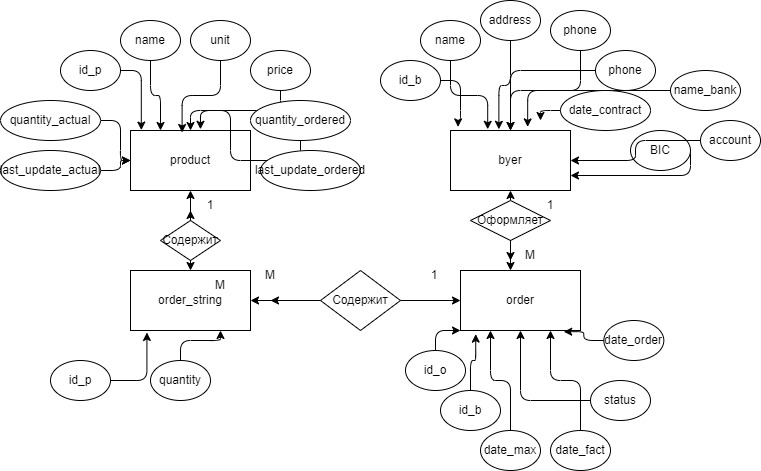 address
name
unit
name
phone
id_p
price
phone
id_b
name_bank
date_contract
quantity_actual
quantity_ordered
account
product
byer
BIC
last_update_actual
last_update_ordered
1
1
Оформляет
Содержит
M
M
1
M
order_string
Содержит
order
date_order
id_o
id_p
quantity
status
id_b
date_max
date_fact